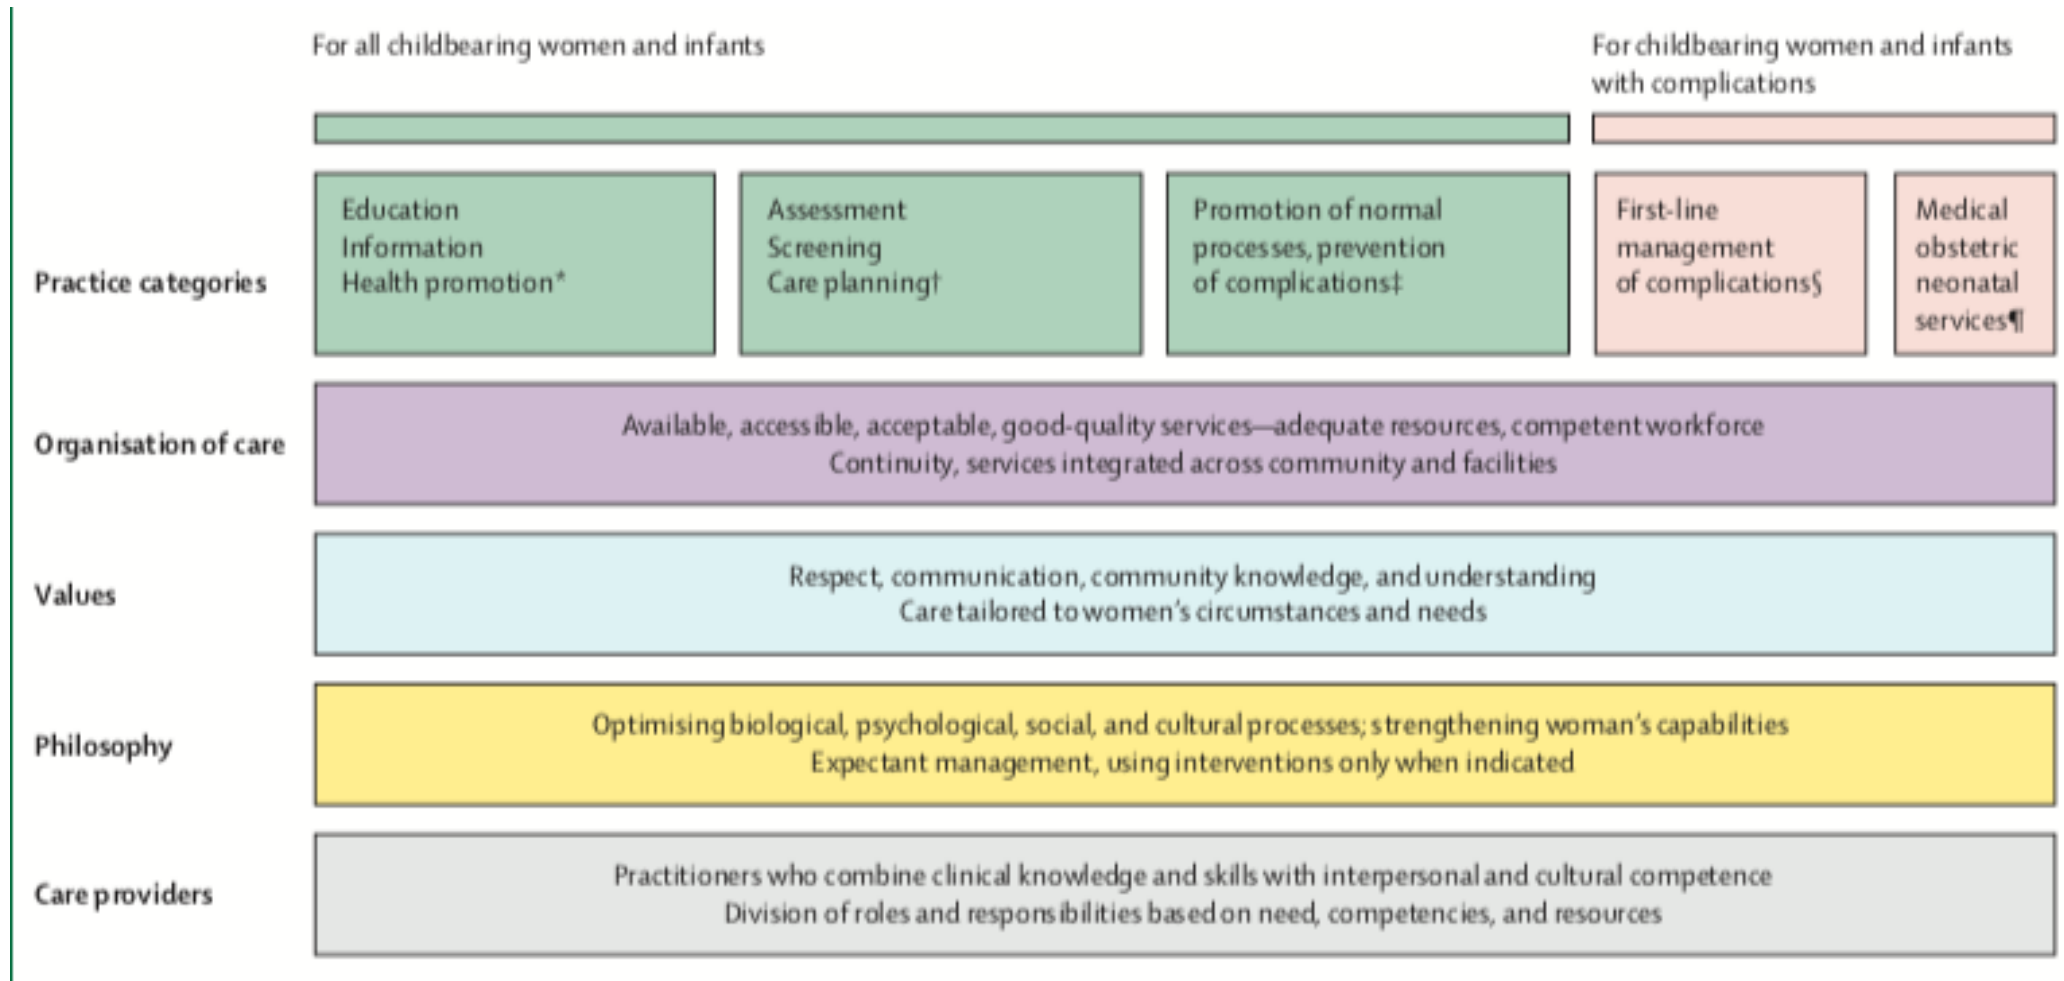 For all childbearing women and infants
For childbearing women and infants
with complications
Practice categories
Education
Information
Health promotion*
Assessment
Screening
Care planning†
Promotion of normal
processes, prevention
of complications‡
First-line
management
of complications§
Medical
obstetric
neonatal
services¶
Organisation of care
Available, accessible, acceptable, good-quality services—adequate resources, competent workforce
Continuity, services integrated across community and facilities
Values
Respect, communication, community knowledge, and understanding
Care tailored to women's circumstances and needs
Philosophy
Optimising biological, psychological, social, and cultural processes; strengthening woman's capabilities
Expectant management, using interventions only when indicated
Care providers
Practitioners who combine clinical knowledge and skills with interpersonal and cultural competence
Division of roles and responsibilities based on need, competencies, and resources